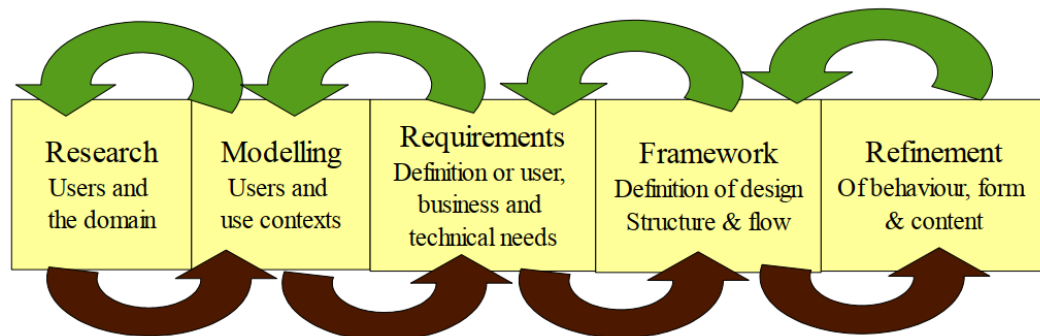 Research
Users and
the domain
Modelling
Users and
use contexts
Requirements
Definition or user,
business and
technical needs
Framework
Definition of design
Structure & flow
Refinement
Of behaviour, form
& content